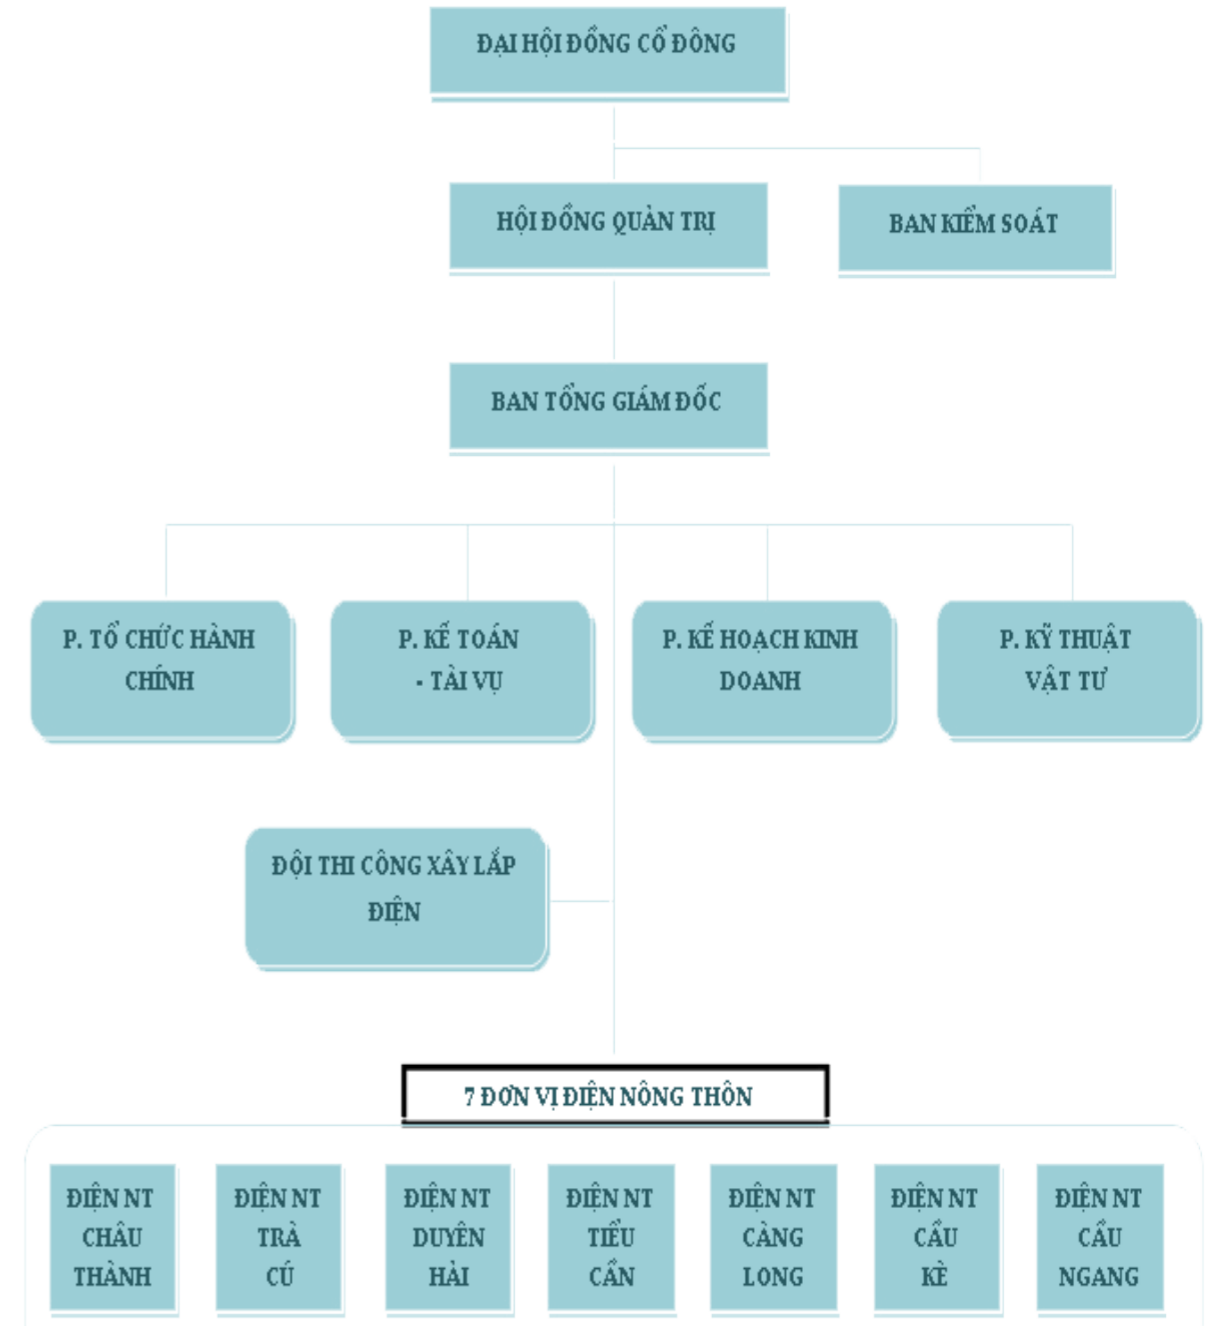 ĐẠI HỘI ĐỒNG CỔ ĐÔNG
HỘI ĐỒNG QUẢN TRỊ
BAN KIỂM SOÁT
BAN TỔNG GIÁM ĐỐC
P. TỔ CHỨC HÀNH
CHÍNH
P. KẾ TOÁN
- TÀI VỤ
P. KẾ HOẠCH KINH
DOANH
P. KỸ THUẬT
VẬT TƯ
ĐỘI THI CÔNG XÂY LẮP
ĐIỆN
7 ĐƠN VỊ ĐIỆN NÔNG THÔN
ĐIỆN NT
CHÂU
THÀNH
ĐIỆN NT
TRÀ
CÚ
ĐIỆN NT
DUYÊN
HẢI
ĐIỆN NT
TIỂU
CẦN
ĐIỆN NT
CÀNG
LONG
ĐIỆN NT
CẦU
KÈ
ĐIỆN NT
CẦU
NGANG